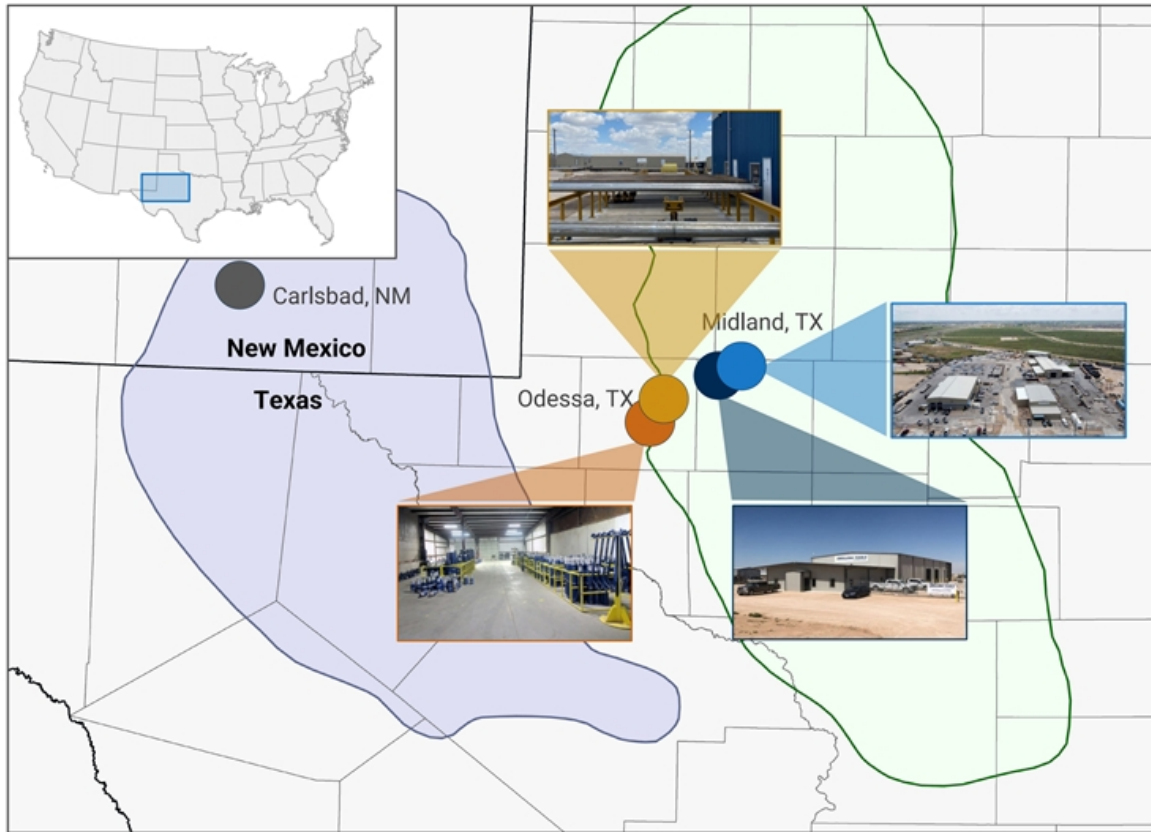 Carlsbad, NM
New Mexico
Texas
Midland, TX
Odessa, TX